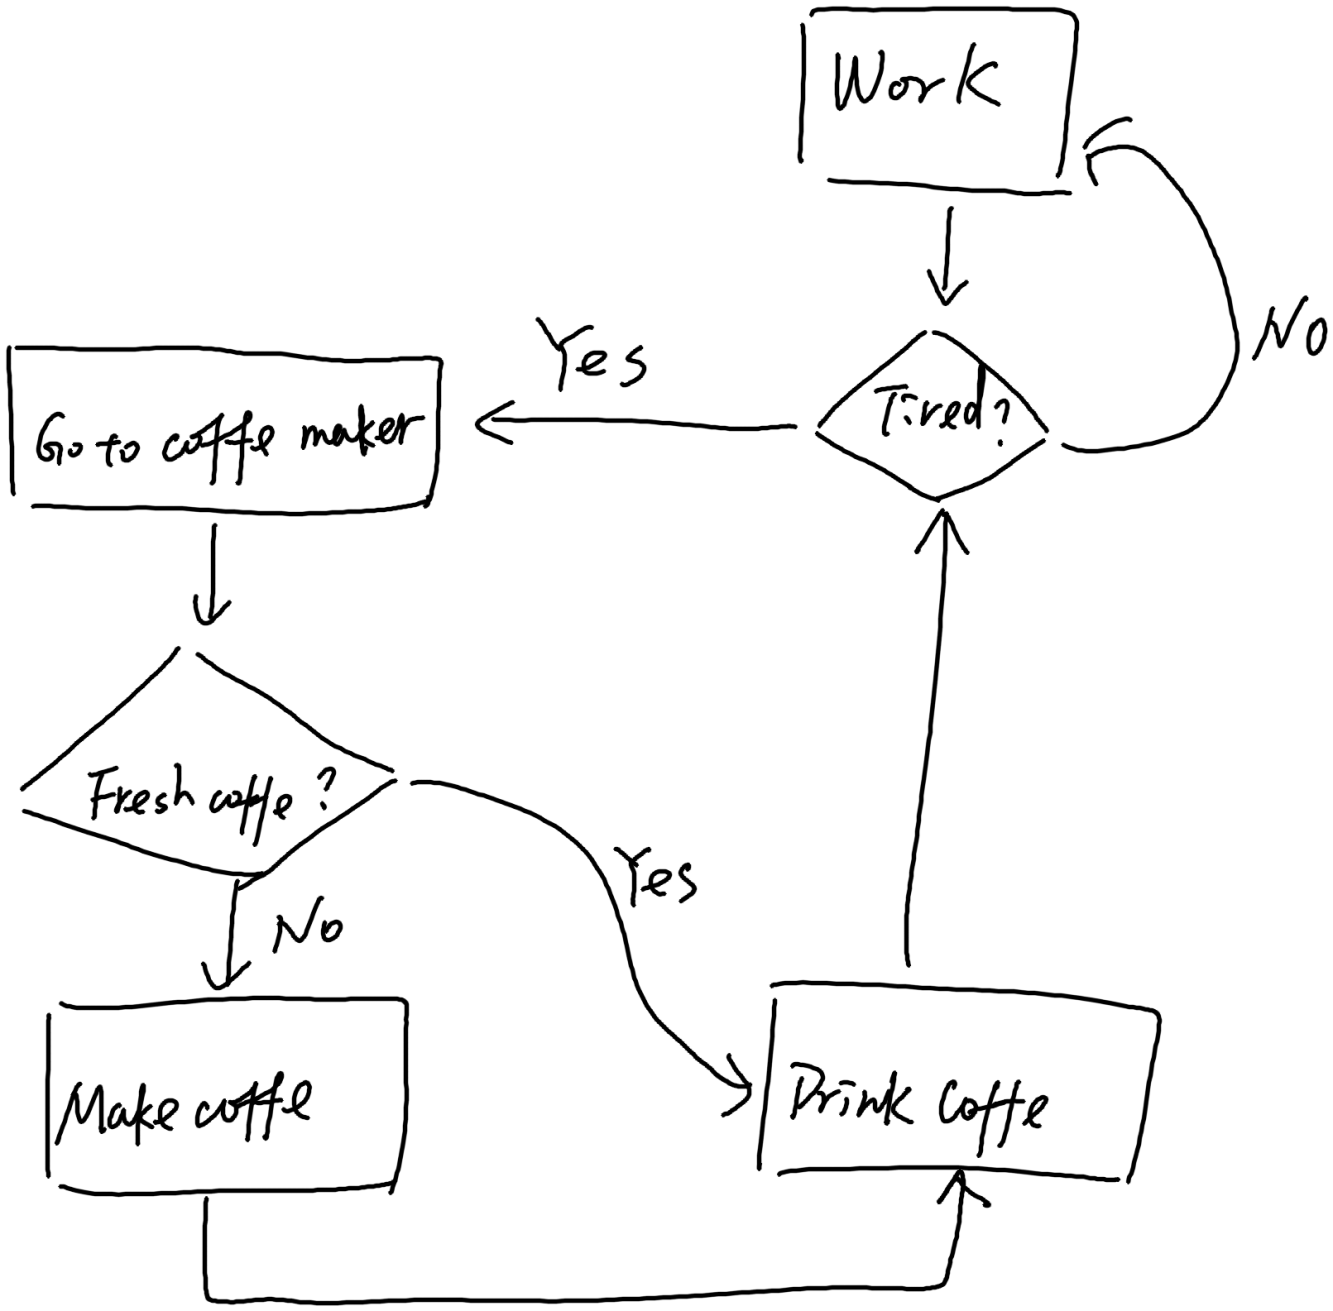 Work
No
Yes
Tired?
Go to coffe maker
Fresh coffe?
Yes
No
Make coffe
Drink Coffe